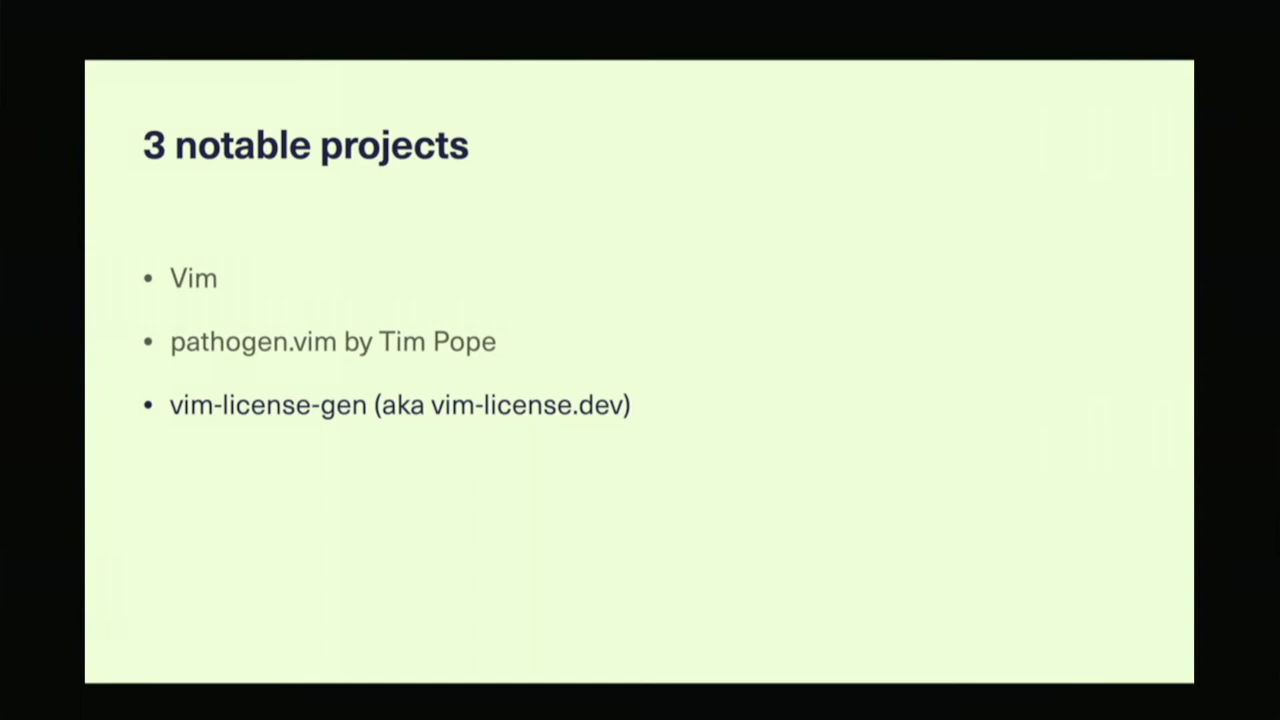 3 notable projects
• Vim
• pathogen.vim by Tim Pope
• vim-license-gen (aka vim-license.dev)